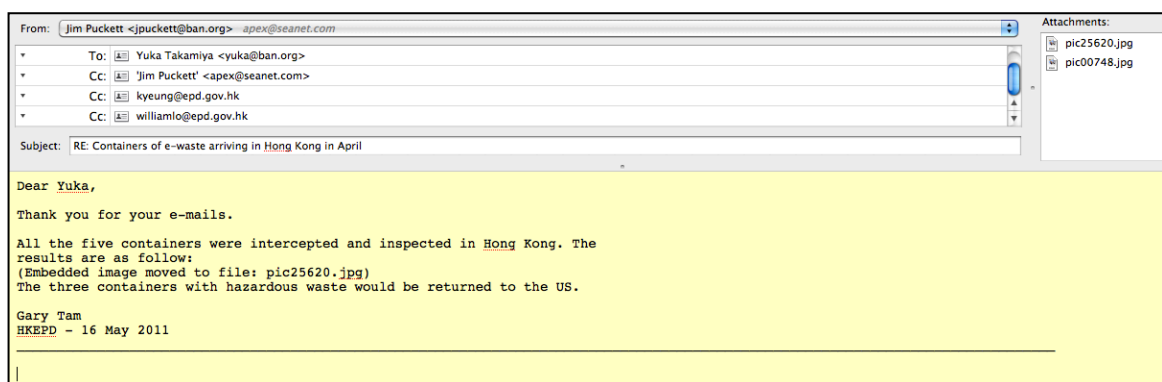 From: Jim Puckett <jpuckett@ban.org> apex@seanet.com
Attachments:
pic25620.jpg
pic00748.jpg
To: Yuka Takamiya <yuka@ban.org>
Cc: 'Jim Puckett' <apex@seanet.com>
Cc: kyeung@epd.gov.hk
Cc: williamlo@epd.gov.hk
Subject: RE: Containers of e-waste arriving in Hong Kong in April
Dear Yuka,
Thank you for your e-mails.
All the five containers were intercepted and inspected in Hong Kong. The
results are as follow:
(Embedded image moved to file: pic25620.jpg)
The three containers with hazardous waste would be returned to the US.
Gary Tam
HKEPD - 16 May 2011